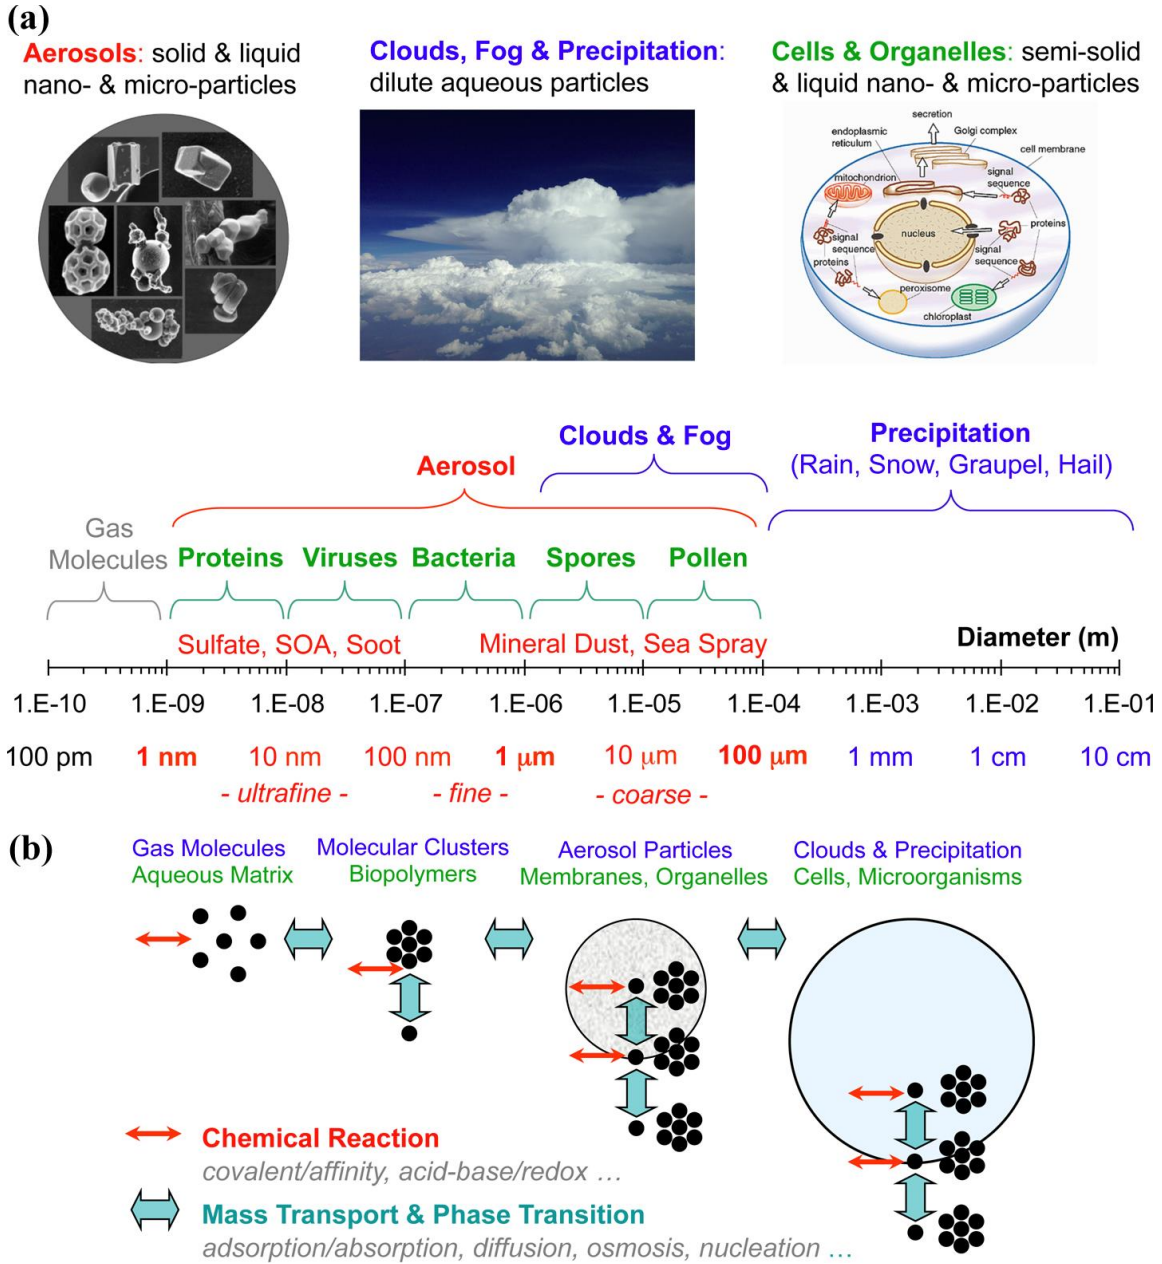 (a)
Aerosols: solid & liquid
nano- & micro-particles
Clouds, Fog & Precipitation:
dilute aqueous particles
Cells & Organelles: semi-solid
& liquid nano- & micro-particles
secretion
endoplasmic
reticulum
Golgi complex
cell membrane
mitochondrion
signal
sequence
nucleus
proteins
signal
sequence
proteins
signal
sequence
peroxisome
chloroplast
Clouds & Fog
Precipitation
(Rain, Snow, Graupel, Hail)
Aerosol
Gas
Molecules
Proteins
Viruses
Bacteria
Spores
Pollen
Sulfate, SOA, Soot
Mineral Dust, Sea Spray
Diameter (m)
1.E-10 1.E-09 1.E-08 1.E-07 1.E-06 1.E-05 1.E-04 1.E-03 1.E-02 1.E-01
100 pm 1 nm 10 nm 100 nm 1 μm 10 μm 100 μm 1 mm 1 cm 10 cm
- ultrafine - - fine - - coarse -
(b)
Gas Molecules
Aqueous Matrix
Molecular Clusters
Biopolymers
Aerosol Particles
Membranes, Organelles
Clouds & Precipitation
Cells, Microorganisms
Chemical Reaction
covalent/affinity, acid-base/redox ...
Mass Transport & Phase Transition
adsorption/absorption, diffusion, osmosis, nucleation ...